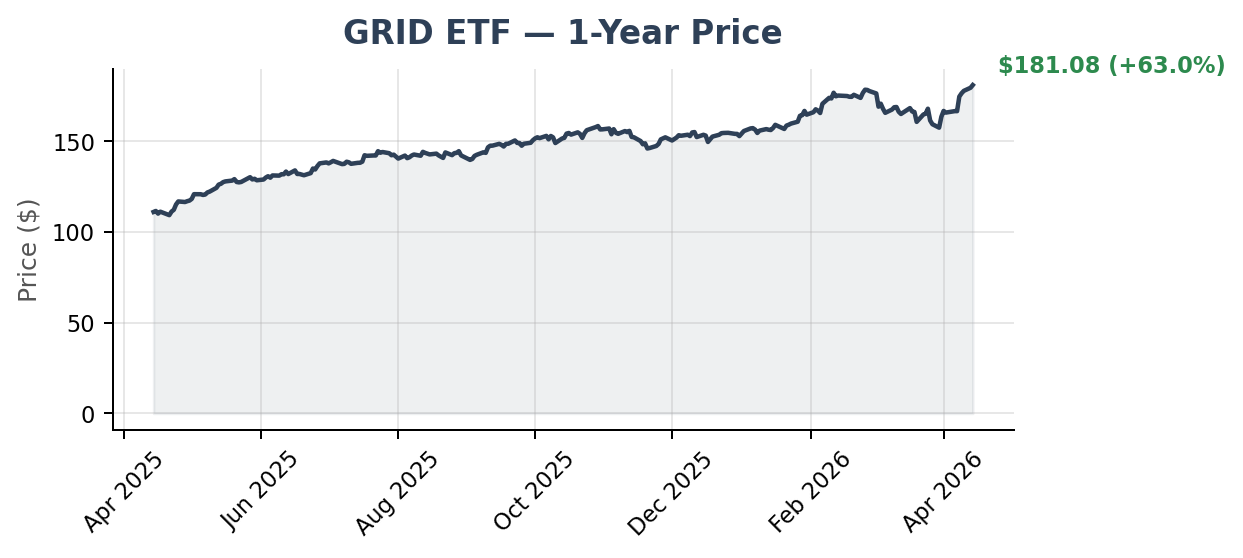 GRID ETF — 1-Year Price
$181.08 (+63.0%)
Price ($)
150
100
50
0
Apr 2025
Jun 2025
Aug 2025
Oct 2025
Dec 2025
Feb 2026
Apr 2026